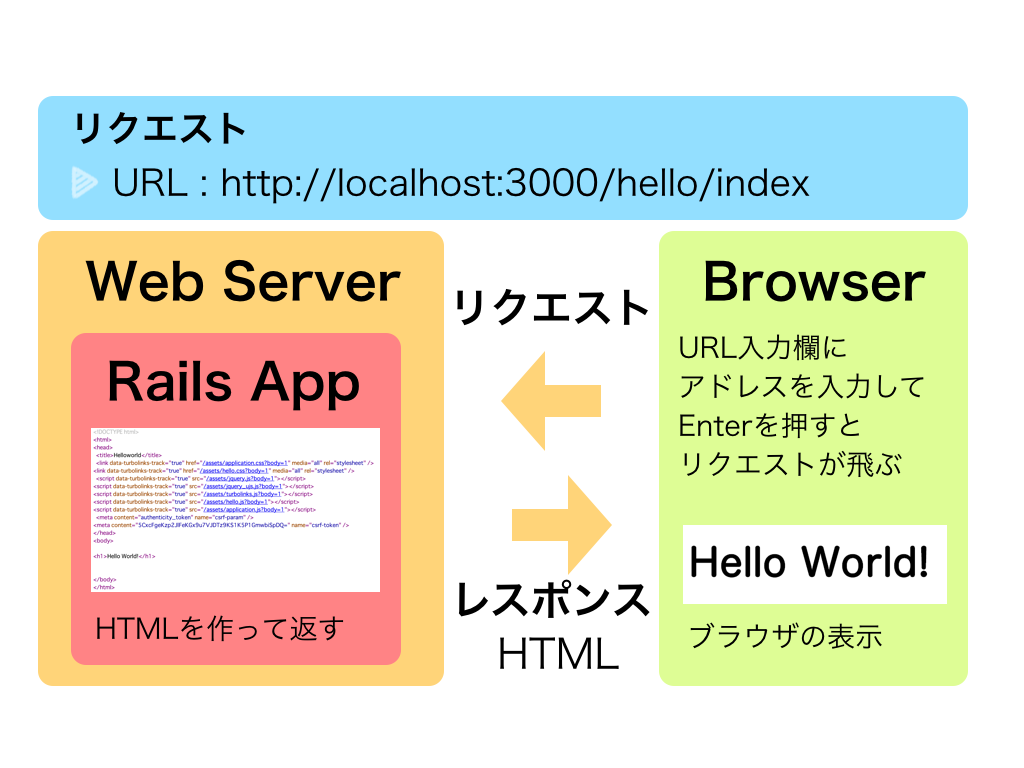 リクエスト
URL : http://localhost:3000/hello/index
Web Server
Rails App
<!DOCTYPE html>
<html>
<head>
<title>Helloworld</title>
<link data-turbolinks-track="true" href="/assets/application.css?body=1" media="all" rel="stylesheet" />
<link data-turbolinks-track="true" href="/assets/hello.css?body=1" media="all" rel="stylesheet" />
<script data-turbolinks-track="true" src="/assets/jquery.js?body=1"></script>
<script data-turbolinks-track="true" src="/assets/jquery_ujs.js?body=1"></script>
<script data-turbolinks-track="true" src="/assets/turbolinks.js?body=1"></script>
<script data-turbolinks-track="true" src="/assets/hello.js?body=1"></script>
<script data-turbolinks-track="true" src="/assets/application.js?body=1"></script>
<meta content="authenticity_token" name="csrf-param" />
<meta content= name="csrf-token" />
</head>
<body>
<h1>Hello World!</h1>
</body>
</html>
HTMLを作って返す
リクエスト
レスポンス
HTML
Browser
URL入力欄に
アドレスを入力して
Enterを押すと
リクエストが飛ぶ
Hello World!
ブラウザの表示